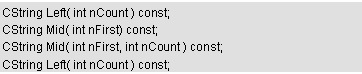 CString Left( int nCount ) const;
CString Mid( int nFirst) const;
CString Mid( int nFirst, int nCount ) const;
CString Left( int nCount ) const;